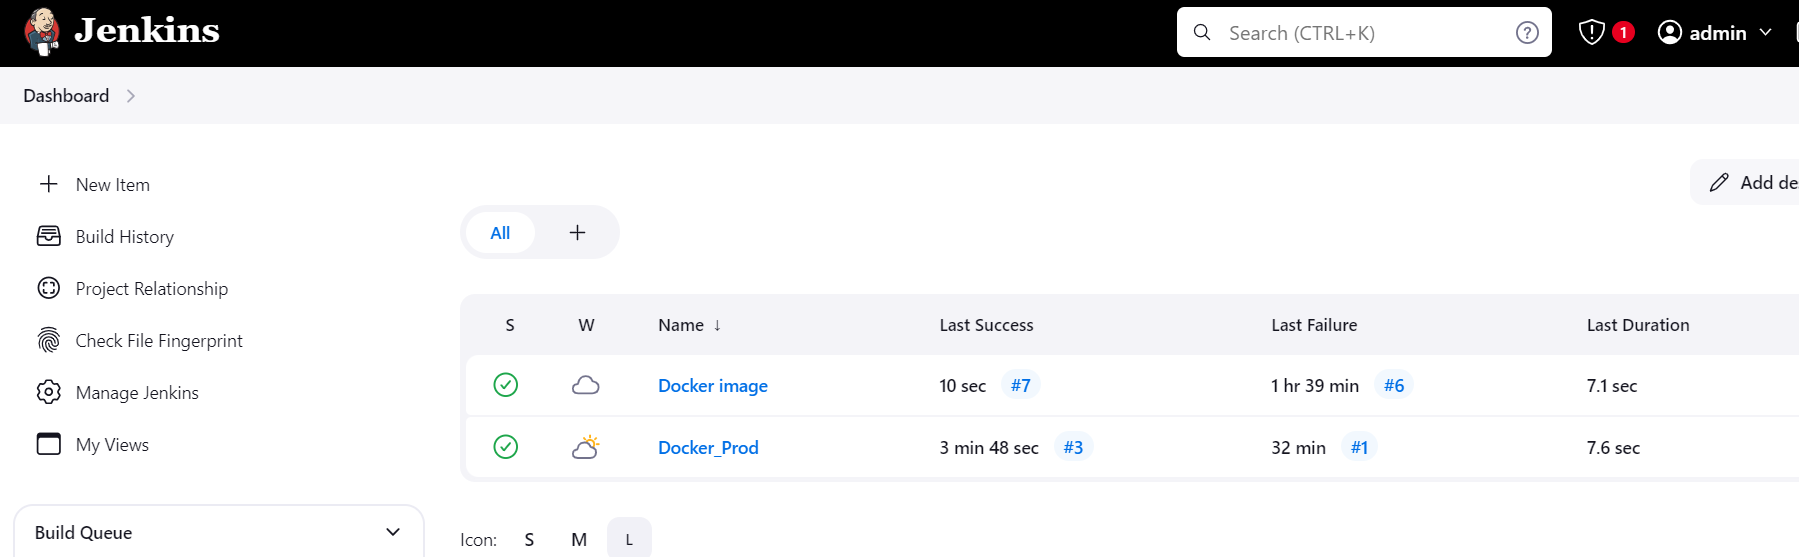 Jenkins
Search (CTRL+K) ?
1
admin
Dashboard
New Item
Build History
Project Relationship
Check File Fingerprint
Manage Jenkins
My Views
Build Queue
Add de
All +
S W Name ↓ Last Success Last Failure Last Duration
Docker image 10 sec #7 1 hr 39 min #6 7.1 sec
Docker_Prod 3 min 48 sec #3 32 min #1 7.6 sec
Icon: S M L